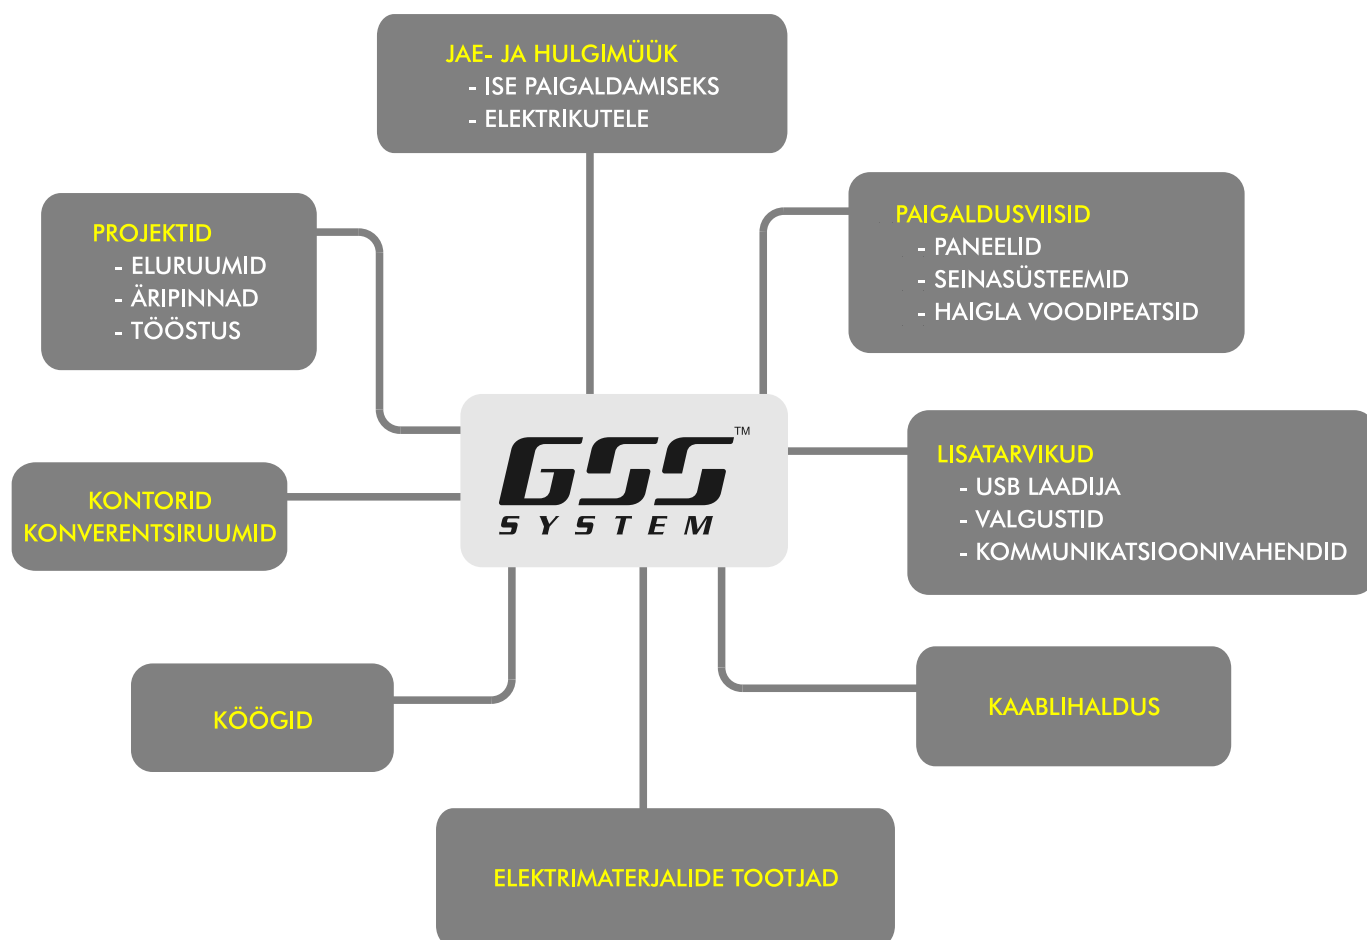 JAE- JA HULGIMÜÜK
- ISE PAIGALDAMISEKS
- ELEKTRIKUTELE
PROJEKTID
- ELURUUMID
- ÄRIPINNAD
- TÖÖSTUS
PAIGALDUSVIISID
- PANEELID
- SEINASÜSTEEMID
- HAIGLA VOODIPEATSID
GSS™
SYSTEM
LISATARVIKUD
- USB LAADIJA
- VALGUSTID
- KOMMUNIKATSIOONIVAHENDID
KONTORID
KONVERENTSIRUUMID
KÖÖGID
KAABLIHALDUS
ELEKTRIMATERJALIDE TOOTJAD